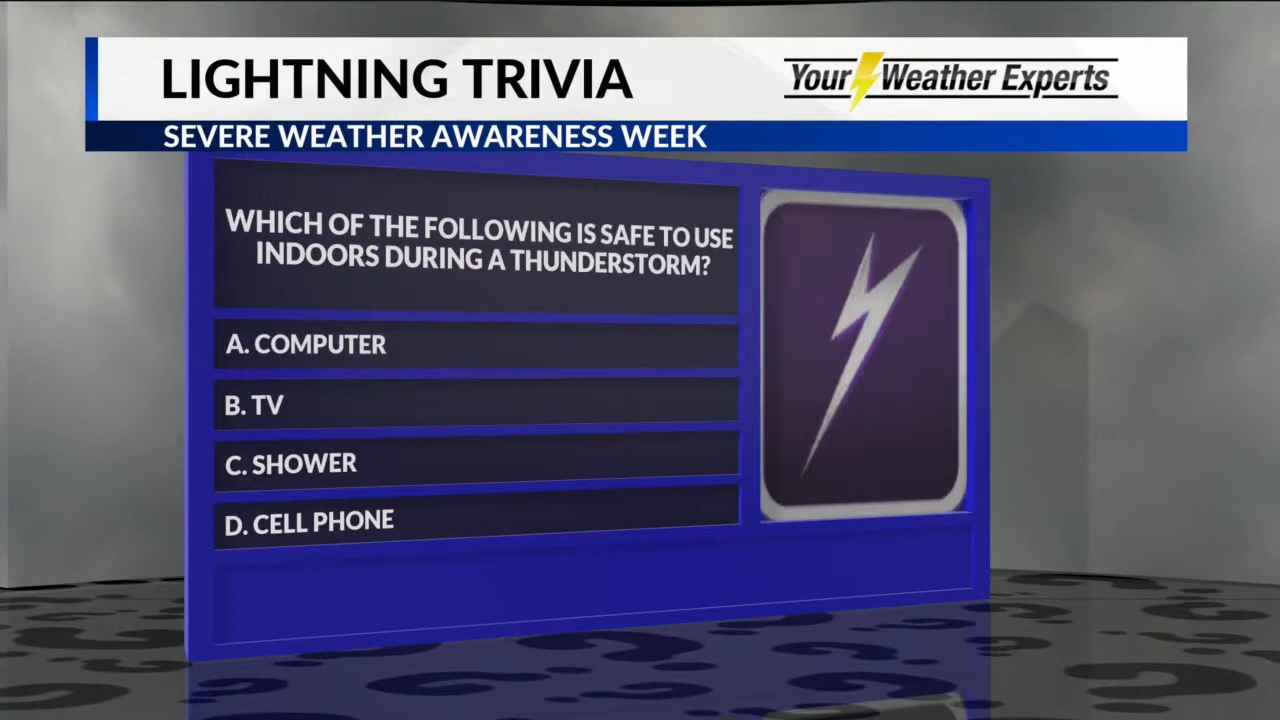 LIGHTNING TRIVIA
Your Weather Experts
SEVERE WEATHER AWARENESS WEEK
WHICH OF THE FOLLOWING IS SAFE TO USE
INDOORS DURING A THUNDERSTORM?
A. COMPUTER
B. TV
C. SHOWER
D. CELL PHONE